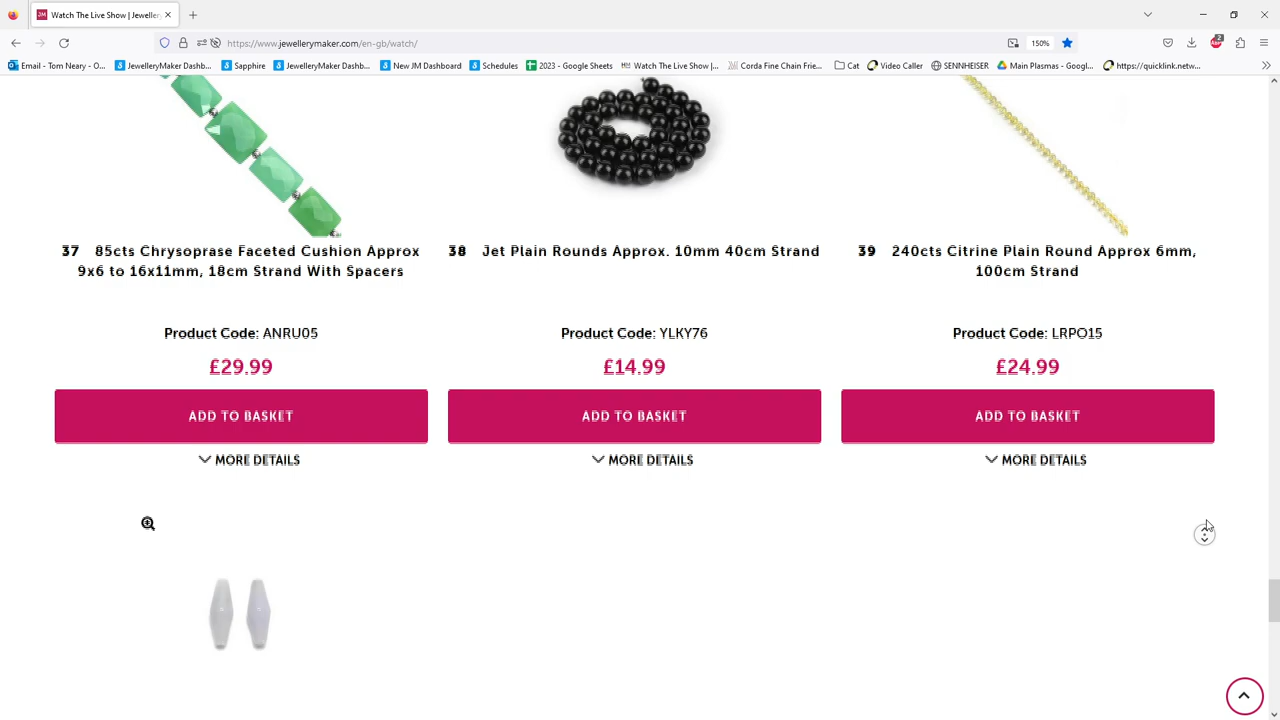 Watch The Live Show | Jeweller
https://www.jewellerymaker.com/en-gb/watch/
150%
2
Email - Tom Neary - O...
JewelleryMaker Dashb...
Sapphire
JewelleryMaker Dashb...
New JM Dashboard
Schedules
2023 - Google Sheets
Watch The Live Show |...
Corda Fine Chain Frie...
Cat
Video Caller
SENNHEISER
Main Plasmas - Googl...
https://quicklink.netw...
37 85cts Chrysoprase Faceted Cushion Approx
9x6 to 16x11mm, 18cm Strand With Spacers
Product Code: ANRU05
£29.99
ADD TO BASKET
MORE DETAILS
38 Jet Plain Rounds Approx. 10mm 40cm Strand
Product Code: YLKY76
£14.99
ADD TO BASKET
MORE DETAILS
39 240cts Citrine Plain Round Approx 6mm,
100cm Strand
Product Code: LRPO15
£24.99
ADD TO BASKET
MORE DETAILS